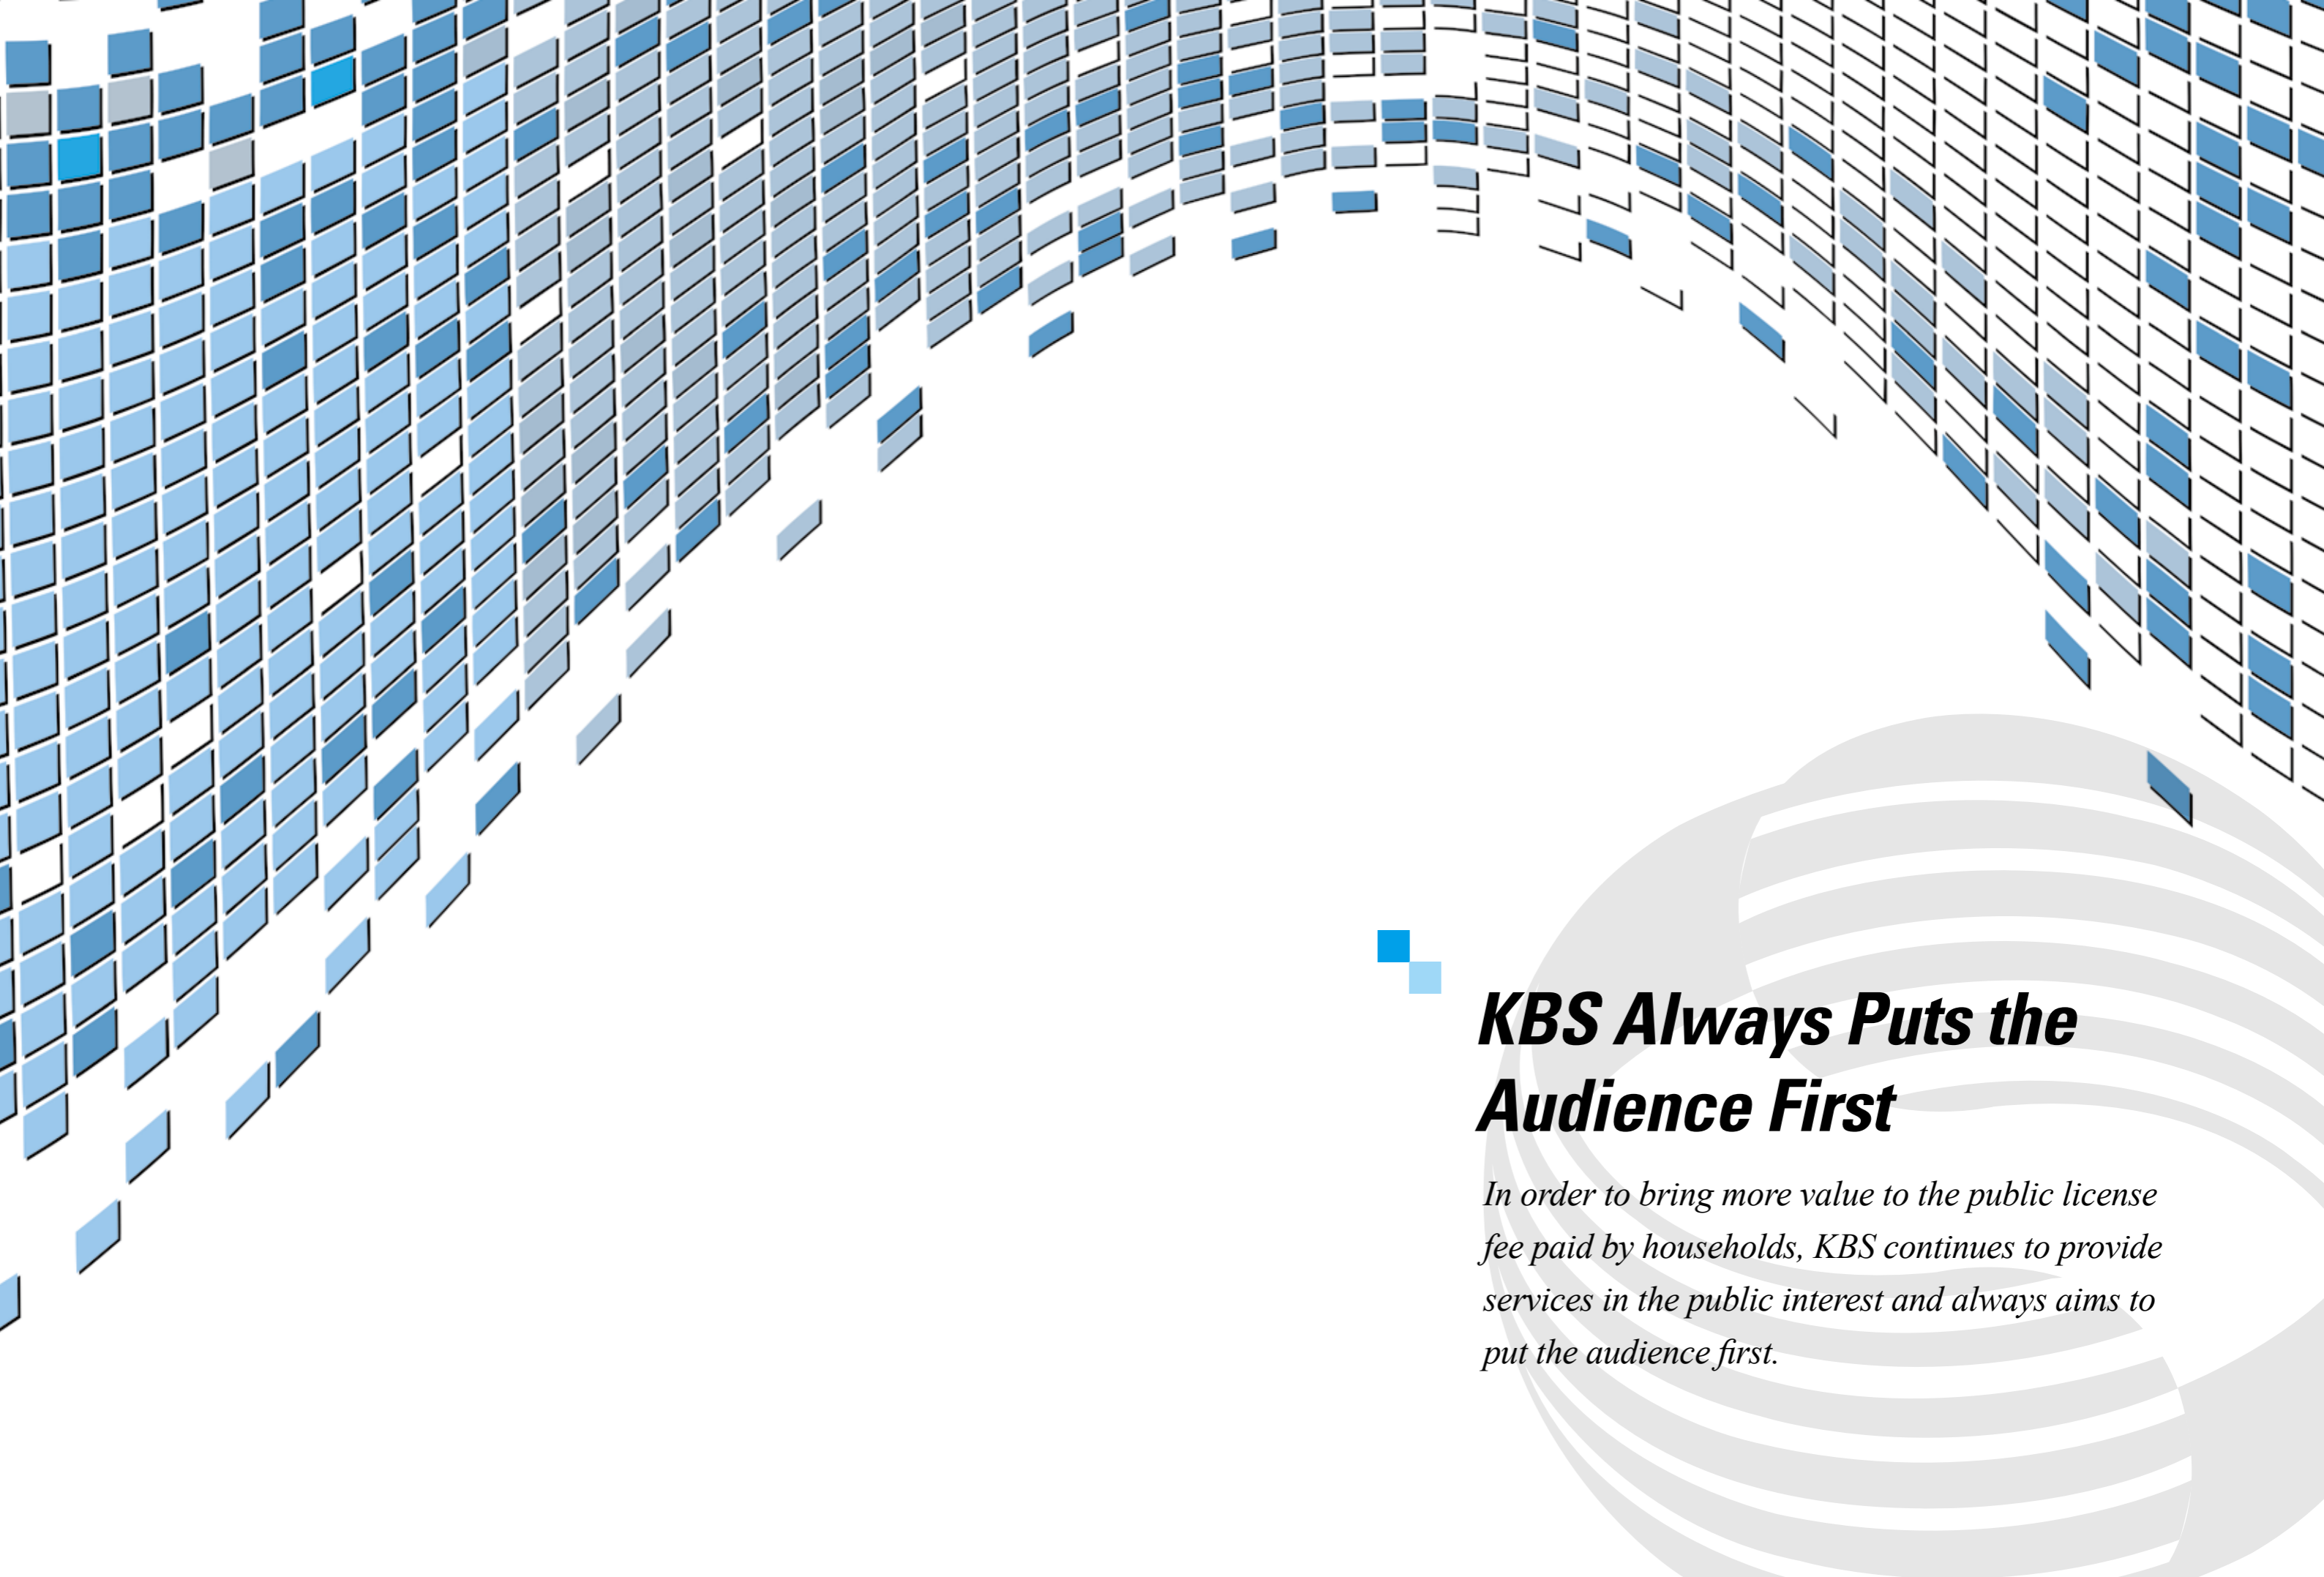 KBS Always Puts the
Audience First
In order to bring more value to the public license
fee paid by households, KBS continues to provide
services in the public interest and always aims to
put the audience first.